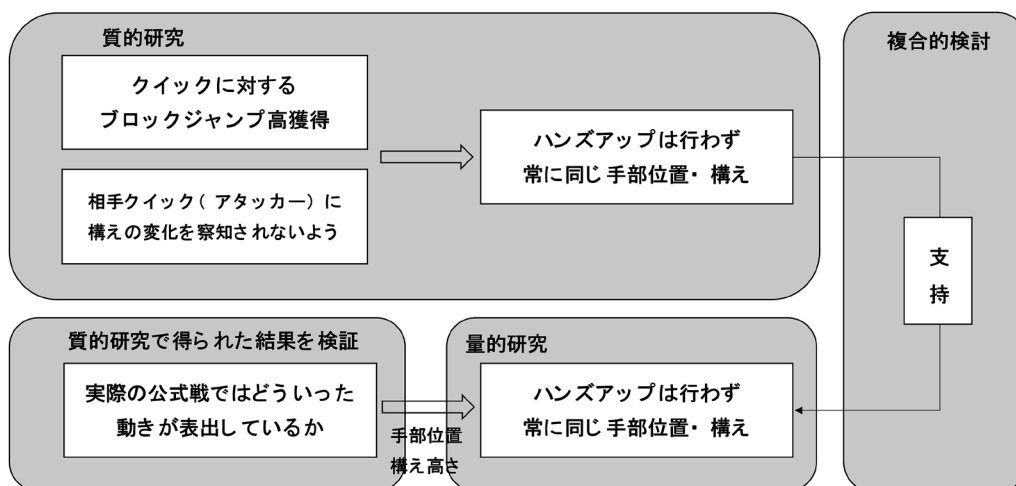 質的研究
クイックに対する
ブロックジャンプ高獲得
相手クイック( アタッカー) に
構えの変化を察知されないよう
ハンズアップは行わず
常に同じ手部位置・ 構え
複合的検討
支
持
質的研究で得られた結果を検証
実際の公式戦ではどういった
動きが表出しているか
手部位置
構え高さ
量的研究
ハンズアップは行わず
常に同じ手部位置・ 構え